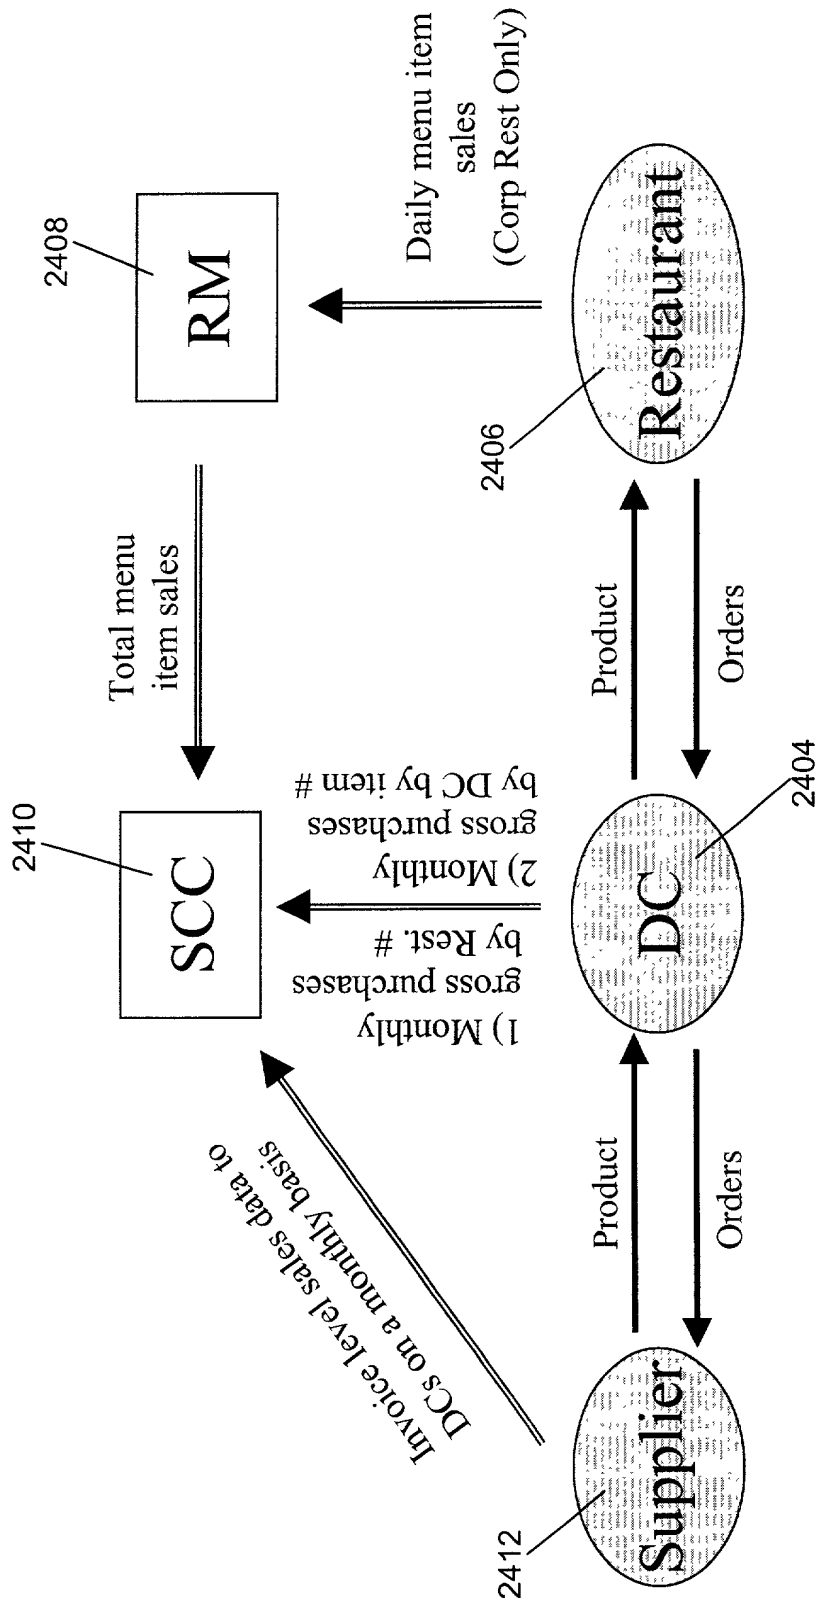 2410
SCC
2408
RM
Total menu
item sales
Invoice level sales data to
DCs on a monthly basis
1) Monthly
gross purchases
by Rest. #
2) Monthly
gross purchases
by DC by item #
Daily menu item
sales
(Corp Rest Only)
2412
Supplier
Product
Orders
DC
2404
Product
Orders
2406
Restaurant